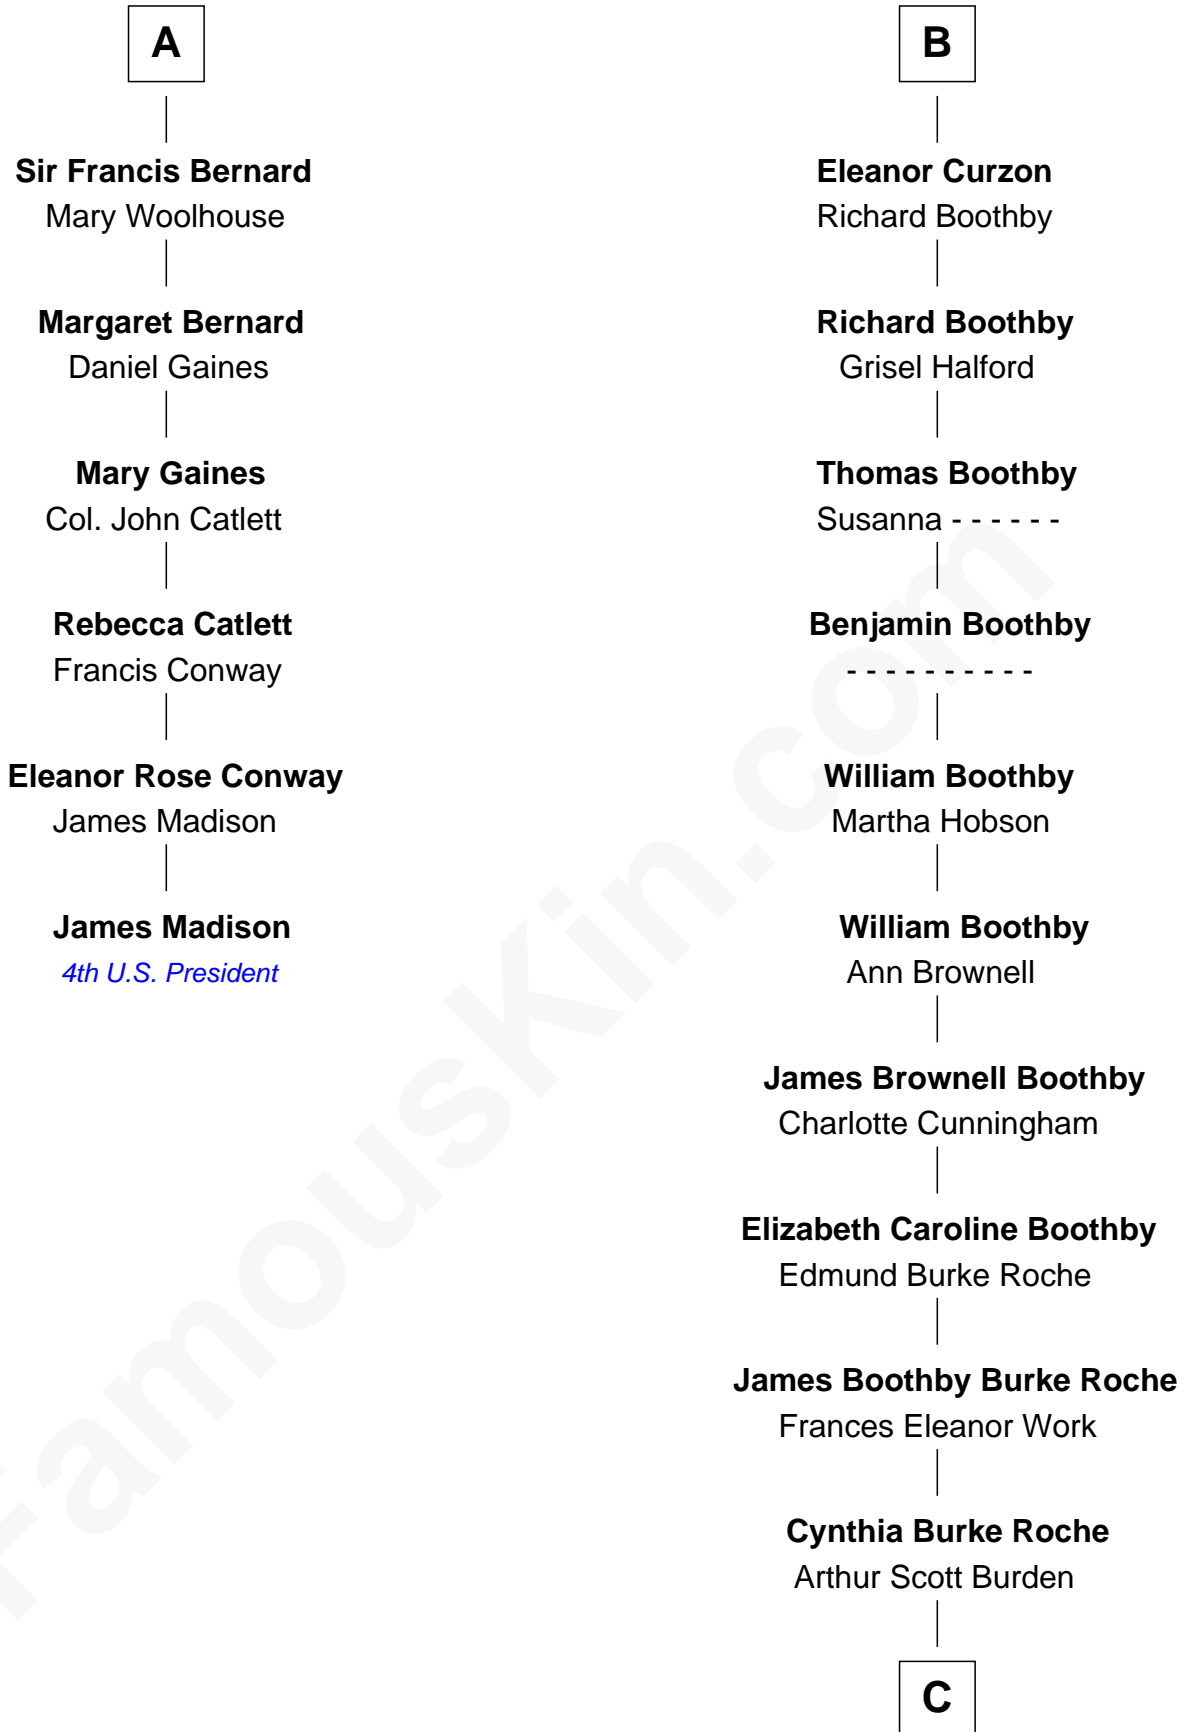 A
Sir Francis Bernard
Mary Woolhouse
Margaret Bernard
Daniel Gaines
Mary Gaines
Col. John Catlett
Rebecca Catlett
Francis Conway
Eleanor Rose Conway
James Madison
James Madison
4th U.S. President
B
Eleanor Curzon
Richard Boothby
Richard Boothby
Grisel Halford
Thomas Boothby
Susanna - - - - - -
Benjamin Boothby
- - - - - - - - - -
William Boothby
Martha Hobson
William Boothby
Ann Brownell
James Brownell Boothby
Charlotte Cunningham
Elizabeth Caroline Boothby
Edmund Burke Roche
James Boothby Burke Roche
Frances Eleanor Work
Cynthia Burke Roche
Arthur Scott Burden
C
FamousKin.com